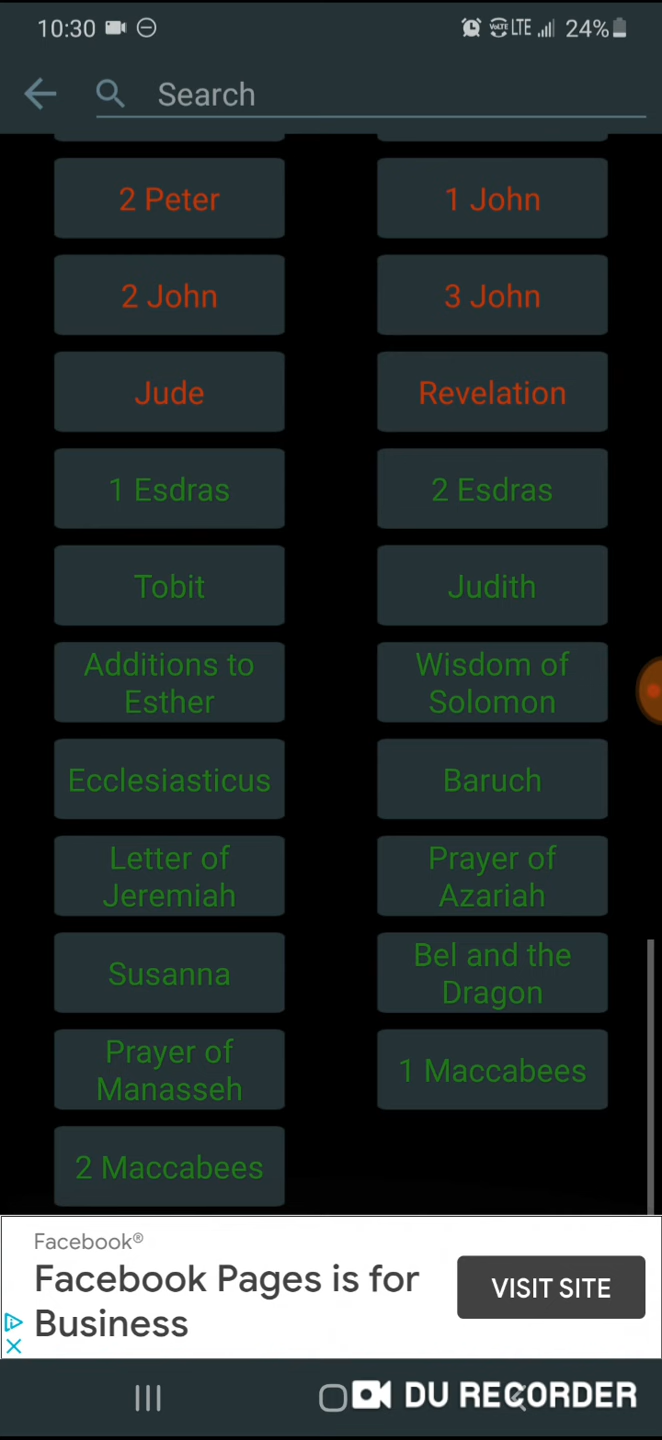 10:30 LTE 24%
Search
2 Peter 1 John
2 John 3 John
Jude Revelation
1 Esdras 2 Esdras
Tobit Judith
Additions to
Esther
Wisdom of
Solomon
Ecclesiasticus Baruch
Letter of
Jeremiah
Prayer of
Azariah
Susanna
Bel and the
Dragon
Prayer of
Manasseh
1 Maccabees
2 Maccabees
Facebook®
Facebook Pages is for
Business
VISIT SITE
DU RECORDER